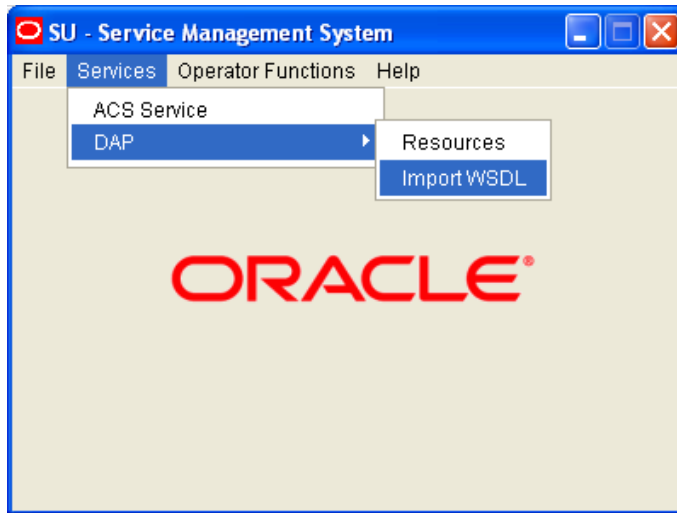 SU - Service Management System
File Services Operator Functions Help
ACS Service
DAP
Resources
Import WSDL
ORACLE®